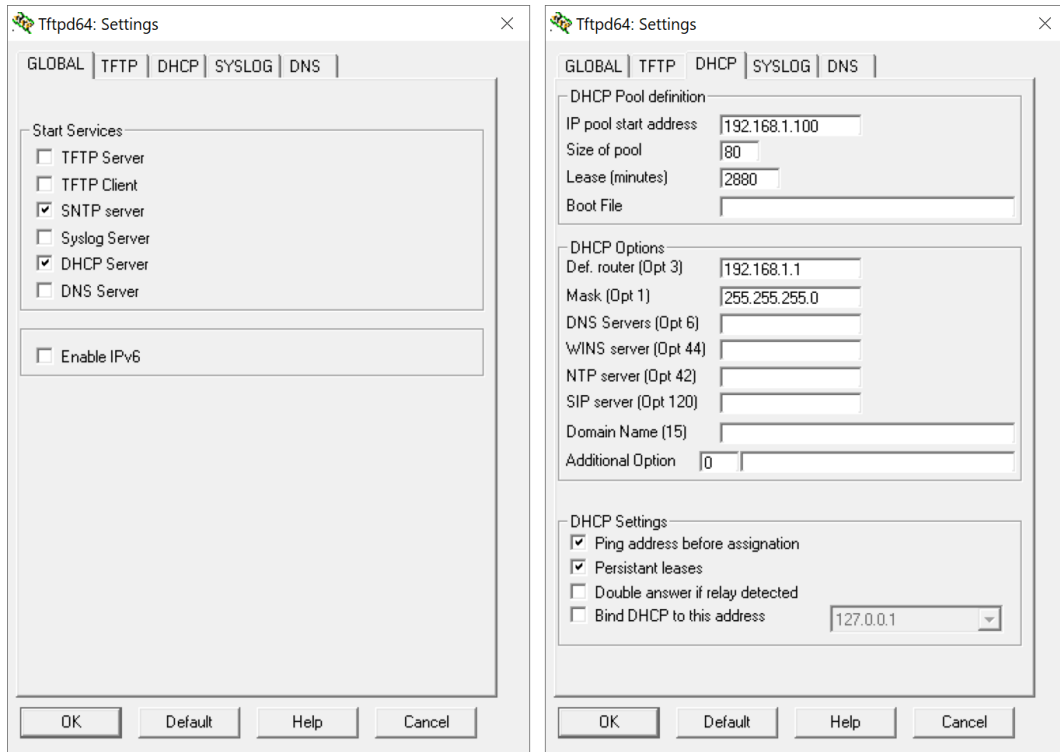 Tftpd64: Settings
GLOBAL TFTP DHCP SYSLOG DNS
Start Services
TFTP Server
TFTP Client
SNTP server
Syslog Server
DHCP Server
DNS Server
Enable IPv6
OK Default Help Cancel
Tftpd64: Settings
GLOBAL TFTP DHCP SYSLOG DNS
DHCP Pool definition
IP pool start address 192.168.1.100
Size of pool 80
Lease (minutes) 2880
Boot File
DHCP Options
Def. router (Opt 3) 192.168.1.1
Mask (Opt 1) 255.255.255.0
DNS Servers (Opt 6)
WINS server (Opt 44)
NTP server (Opt 42)
SIP server (Opt 120)
Domain Name (15)
Additional Option 0
DHCP Settings
Ping address before assignation
Persistant leases
Double answer if relay detected
Bind DHCP to this address 127.0.0.1
OK Default Help Cancel